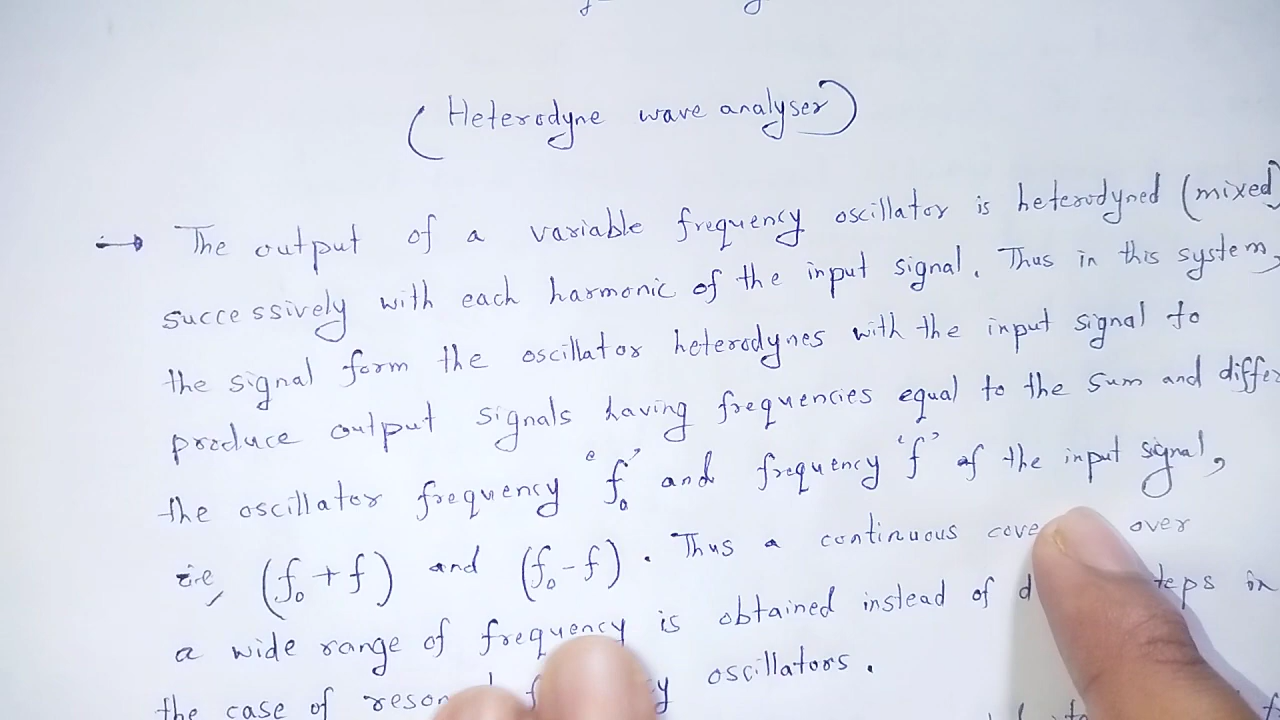 (Heterodyne wave analyser)
→ The output of a variable frequency oscillator is heterodyned (mixed)
successively with each harmonic of the input signal. Thus in this system,
the signal form the oscillator heterodynes with the input signal to
produce output signals having frequencies equal to the sum and differ
the oscillator frequency 'f₀' and frequency 'f' of the input signal,
i.e, (f₀+f) and (f₀-f). Thus a continuous cove over
a wide range of frequency is obtained instead of d teps in
the case of reson f y oscillators.